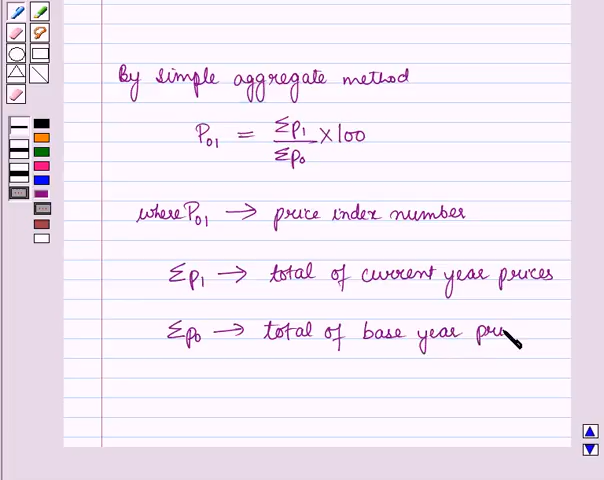 By simple aggregate method
P₀₁ = Σp₁ / Σp₀ × 100
where P₀₁ → price index number
Σp₁ → total of current year prices
Σp₀ → total of base year pri